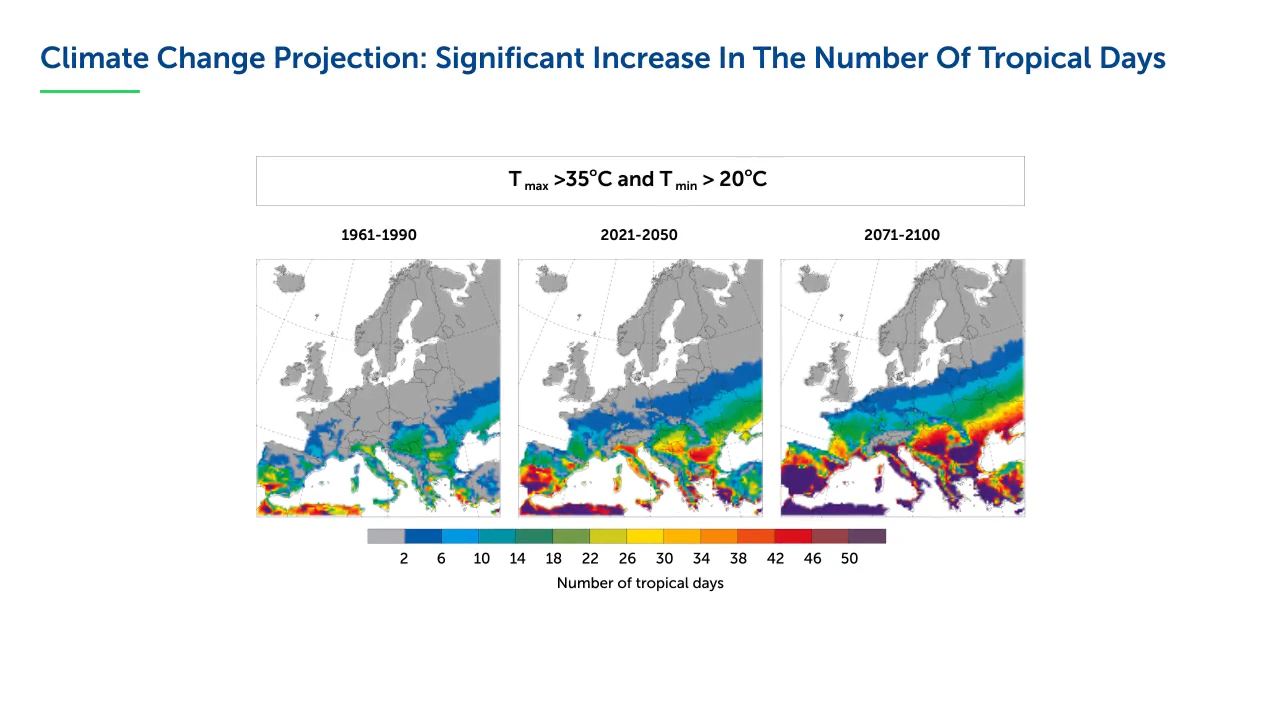 Climate Change Projection: Significant Increase In The Number Of Tropical Days
T max >35°C and T min > 20°C
1961-1990 2021-2050 2071-2100
2 6 10 14 18 22 26 30 34 38 42 46 50
Number of tropical days